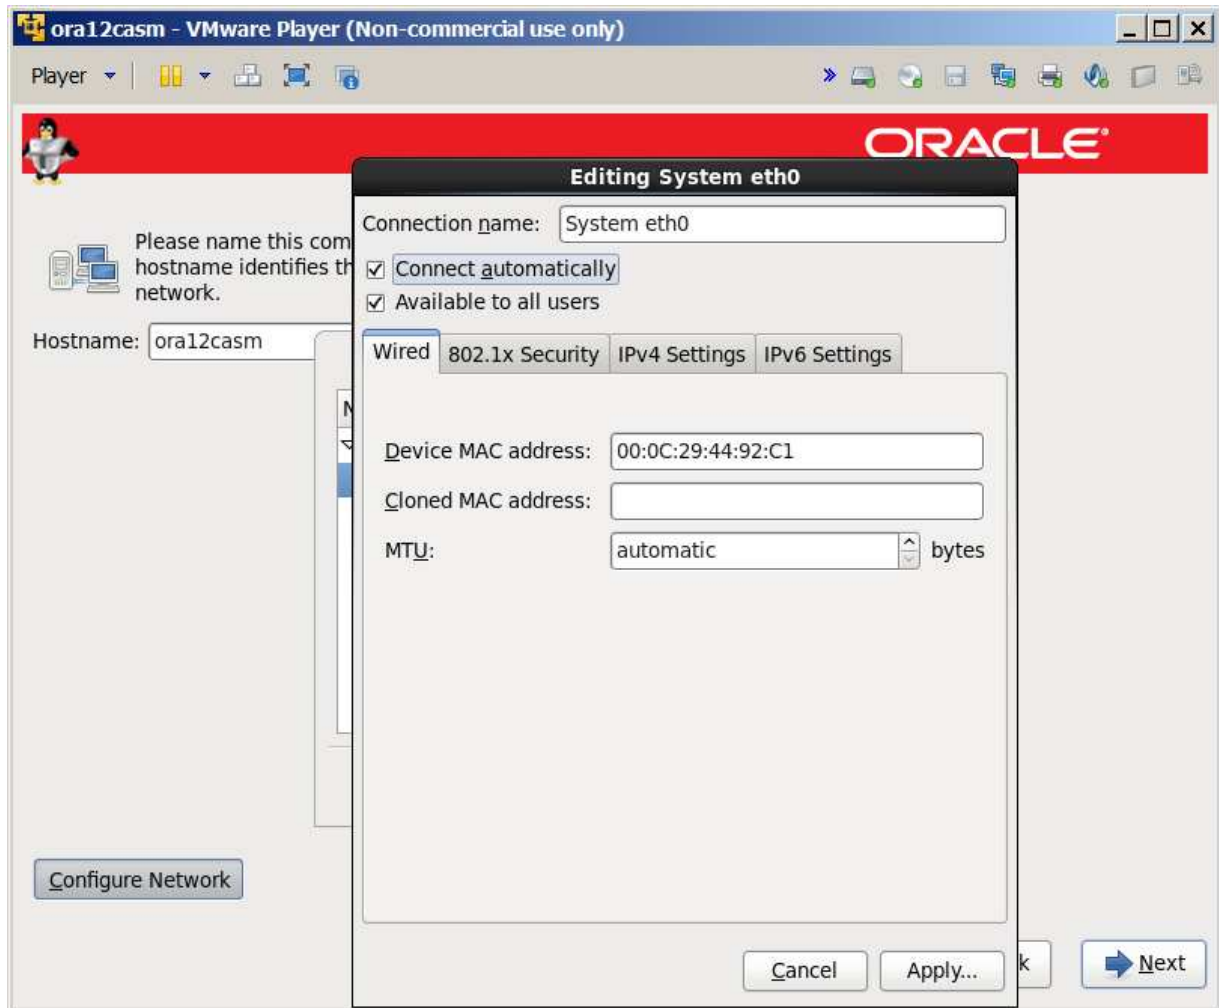 ora12casm - VMware Player (Non-commercial use only)
Player
ORACLE
Editing System eth0
Connection name: System eth0
Please name this com
hostname identifies th
network.
Connect automatically
Available to all users
Hostname: ora12casm
Wired 802.1x Security IPv4 Settings IPv6 Settings
N
Device MAC address: 00:0C:29:44:92:C1
Cloned MAC address:
MTU: automatic bytes
Configure Network
Cancel Apply... k Next